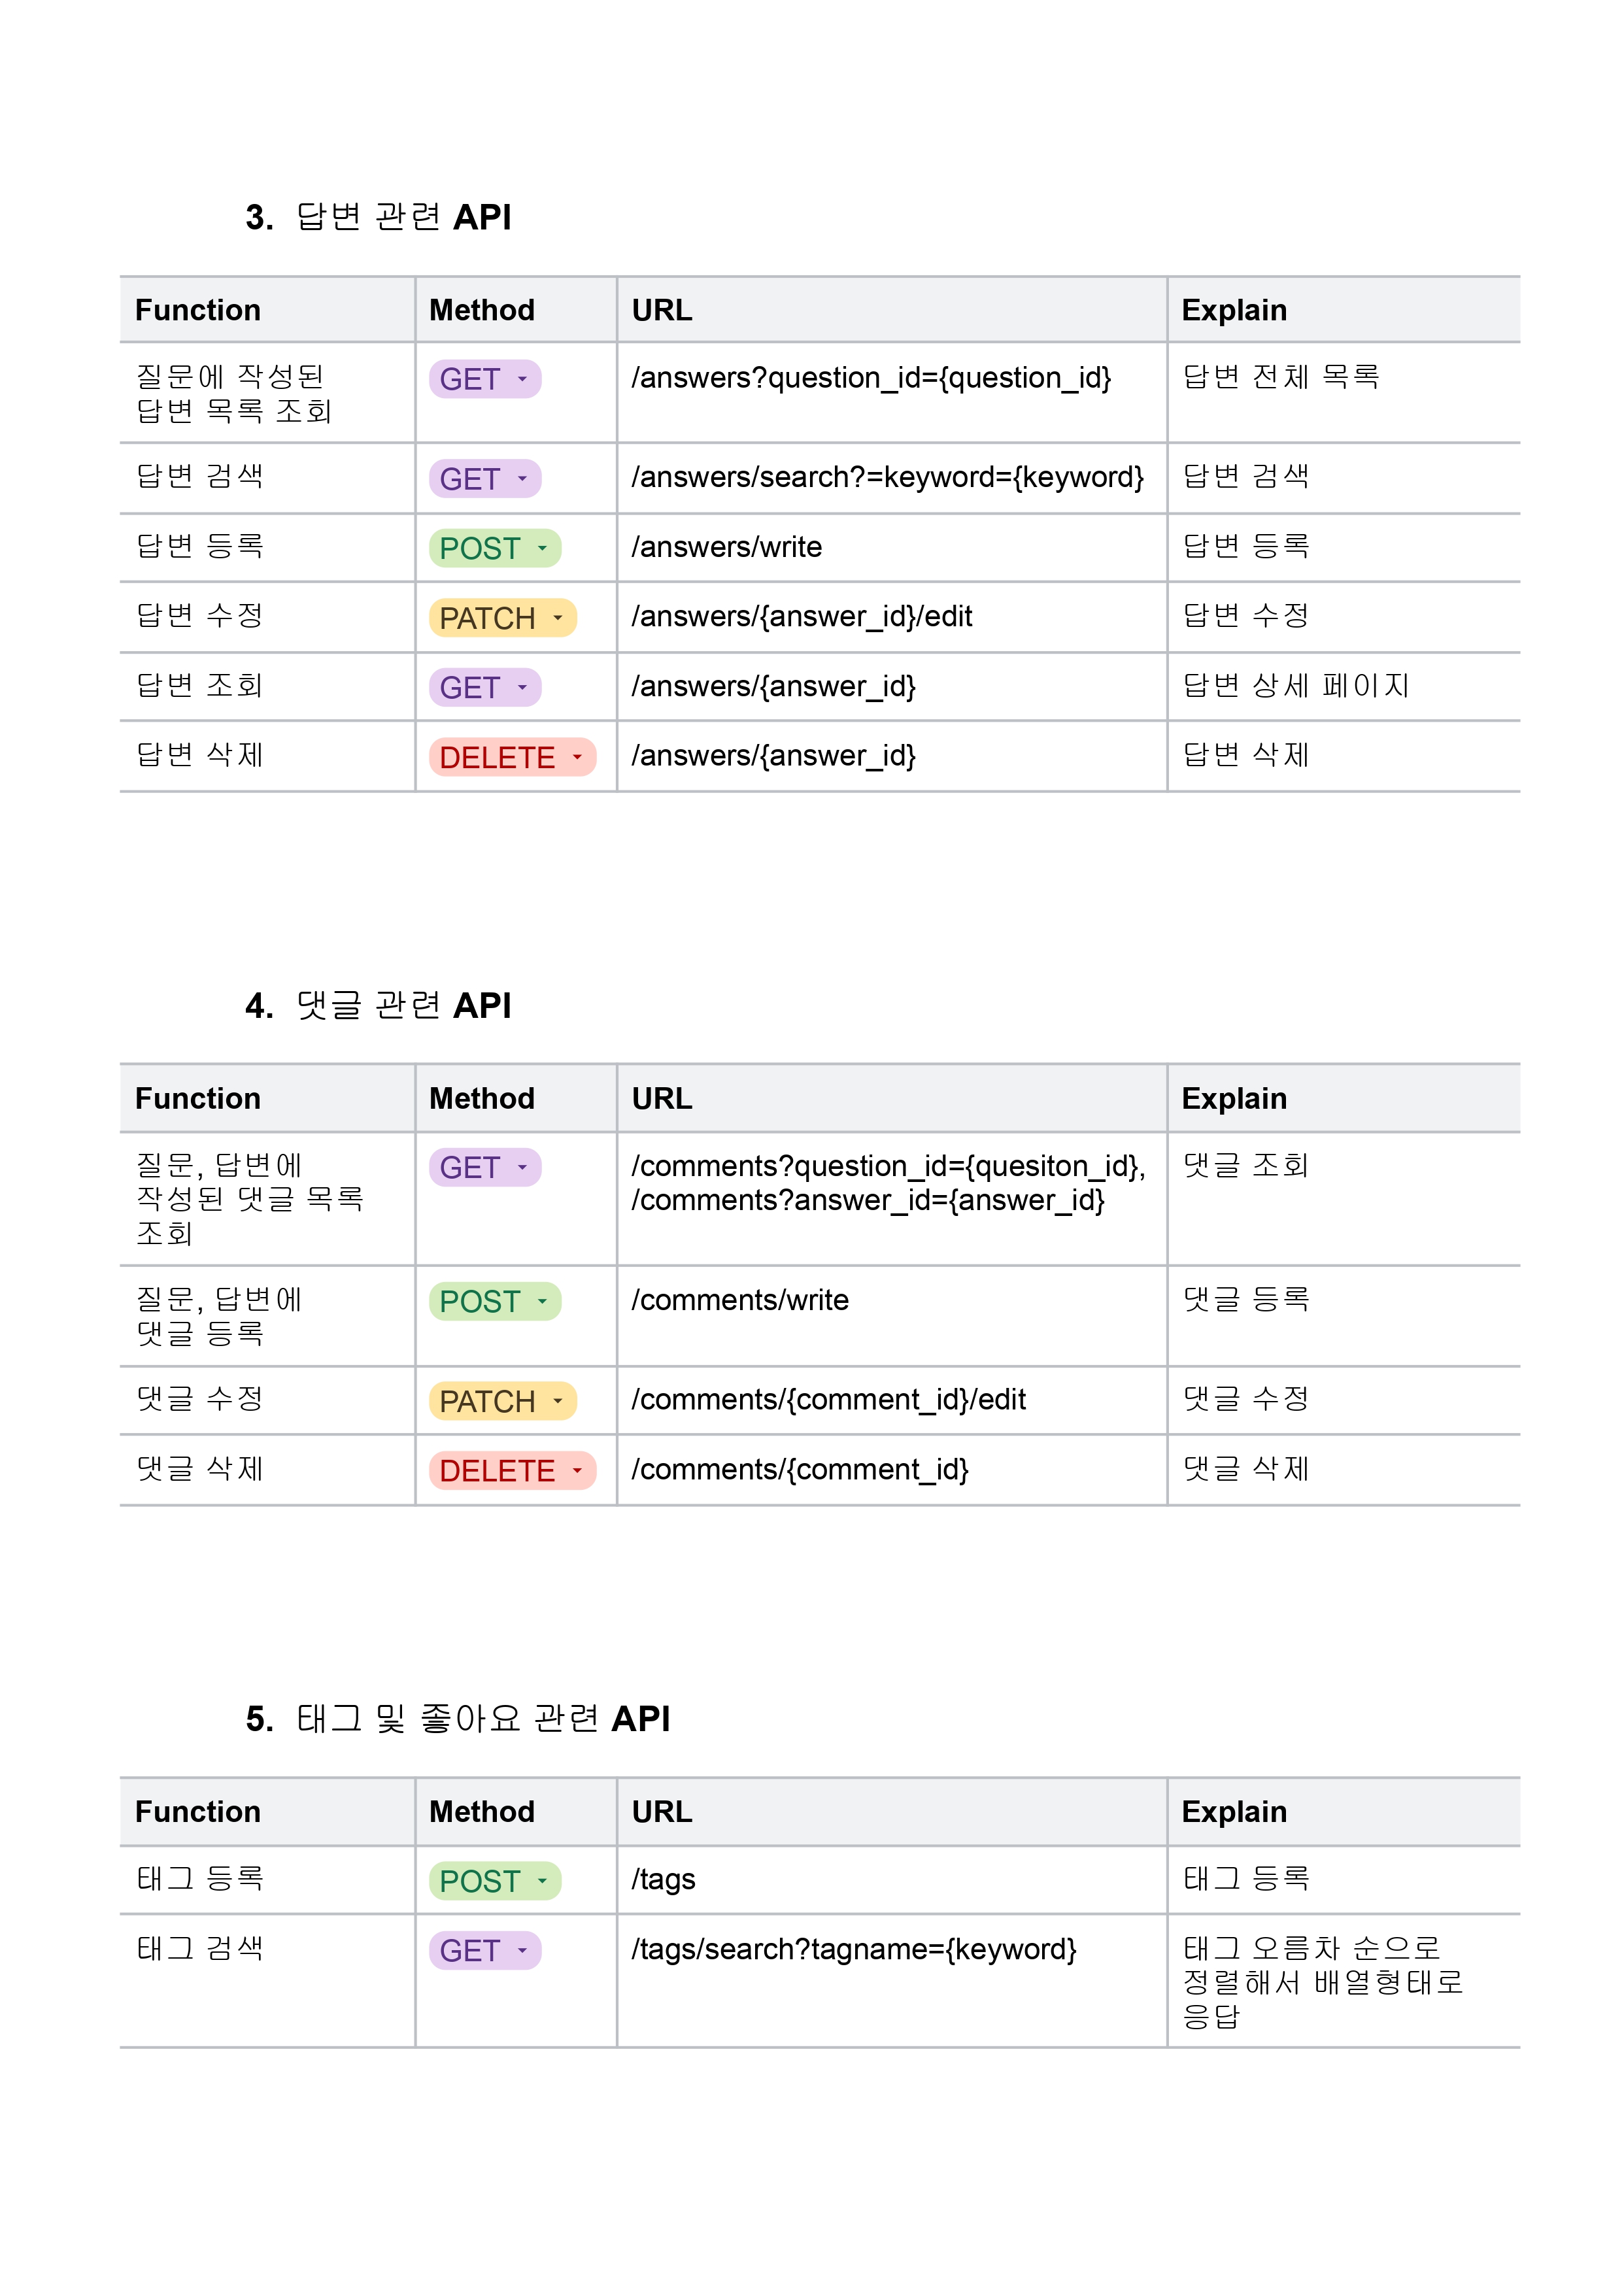 3. 답변 관련 API
Function Method URL Explain
질문에 작성된 GET /answers?question_id={question_id} 답변 전체 목록
답변 목록 조회
답변 검색 GET /answers/search?=keyword={keyword} 답변 검색
답변 등록 POST /answers/write 답변 등록
답변 수정 PATCH /answers/{answer_id}/edit 답변 수정
답변 조회 GET /answers/{answer_id} 답변 상세 페이지
답변 삭제 DELETE /answers/{answer_id} 답변 삭제
4. 댓글 관련 API
Function Method URL Explain
질문, 답변에 GET /comments?question_id={quesiton_id}, 댓글 조회
작성된 댓글 목록 /comments?answer_id={answer_id}
조회
질문, 답변에 POST /comments/write 댓글 등록
댓글 등록
댓글 수정 PATCH /comments/{comment_id}/edit 댓글 수정
댓글 삭제 DELETE /comments/{comment_id} 댓글 삭제
5. 태그 및 좋아요 관련 API
Function Method URL Explain
태그 등록 POST /tags 태그 등록
태그 검색 GET /tags/search?tagname={keyword} 태그 오름차 순으로
정렬해서 배열형태로
응답